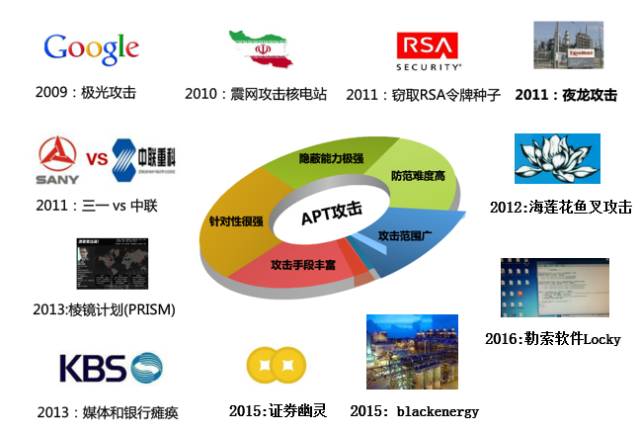 Google
RSA
SECURITY
2009：极光攻击
2010：震网攻击核电站
2011：窃取RSA令牌种子
2011：夜龙攻击
SANY
VS
中联重科
2011：三一 vs 中联
隐蔽能力极强
防范难度高
APT攻击
针对性很强
攻击范围广
攻击手段丰富
2012:海莲花鱼叉攻击
2013:棱镜计划(PRISM)
2016:勒索软件Locky
KBS
2013：媒体和银行瘫痪
2015:证券幽灵
2015: blackenergy